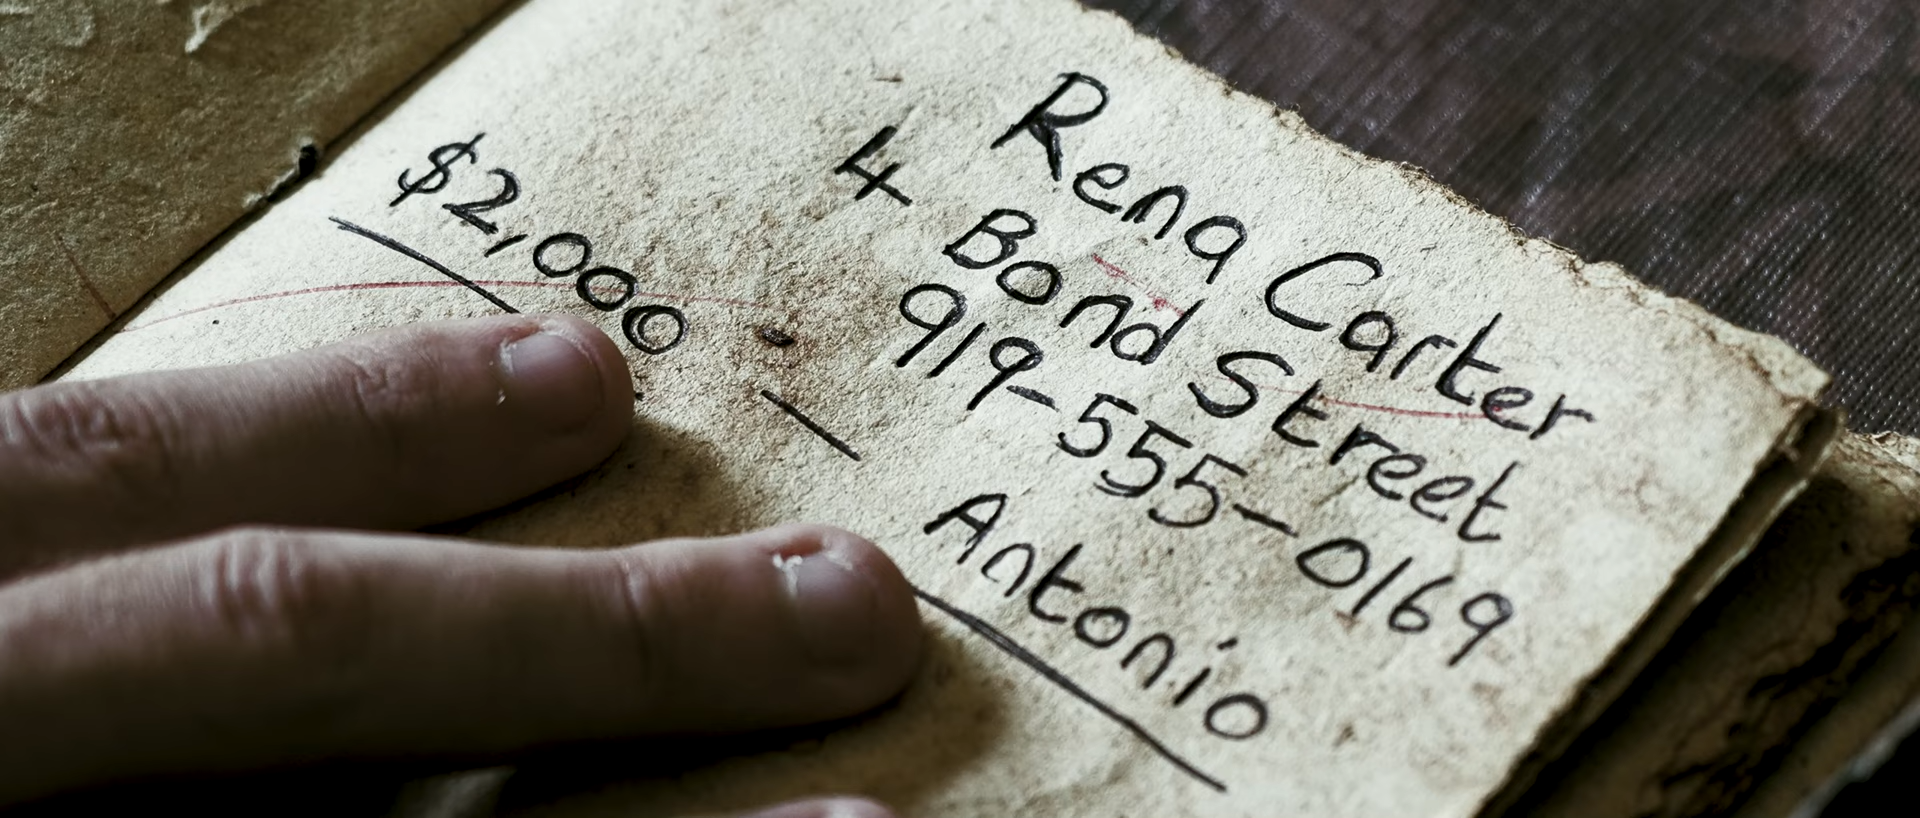 Rena Carter
4 Bond Street
919-555-0169
$2,000
Antonio